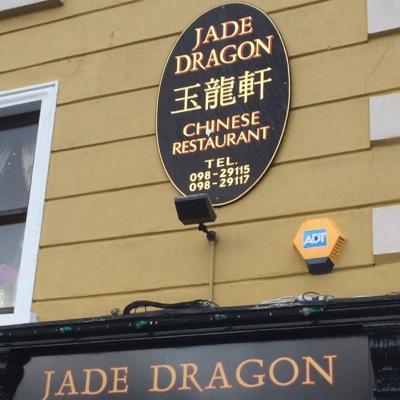 JADE
DRAGON
玉龍軒
CHINESE
RESTAURANT
TEL.
098-29115
098-29117
ADT
JADE DRAGON